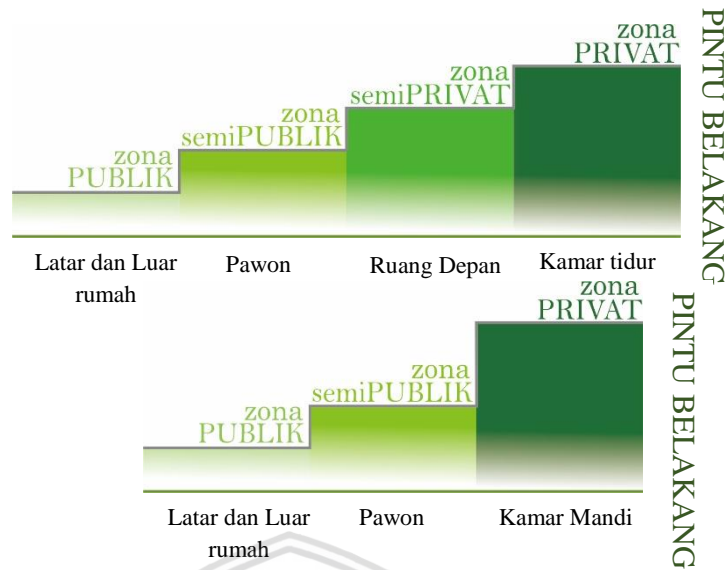 zona
PRIVAT
zona
semiPRIVAT
zona
semiPUBLIK
zona
PUBLIK
Latar dan Luar
rumah
Pawon
Ruang Depan
Kamar tidur
PINTU BELAKANG
zona
PRIVAT
zona
semiPUBLIK
zona
PUBLIK
Latar dan Luar
rumah
Pawon
Kamar Mandi
PINTU BELAKANG